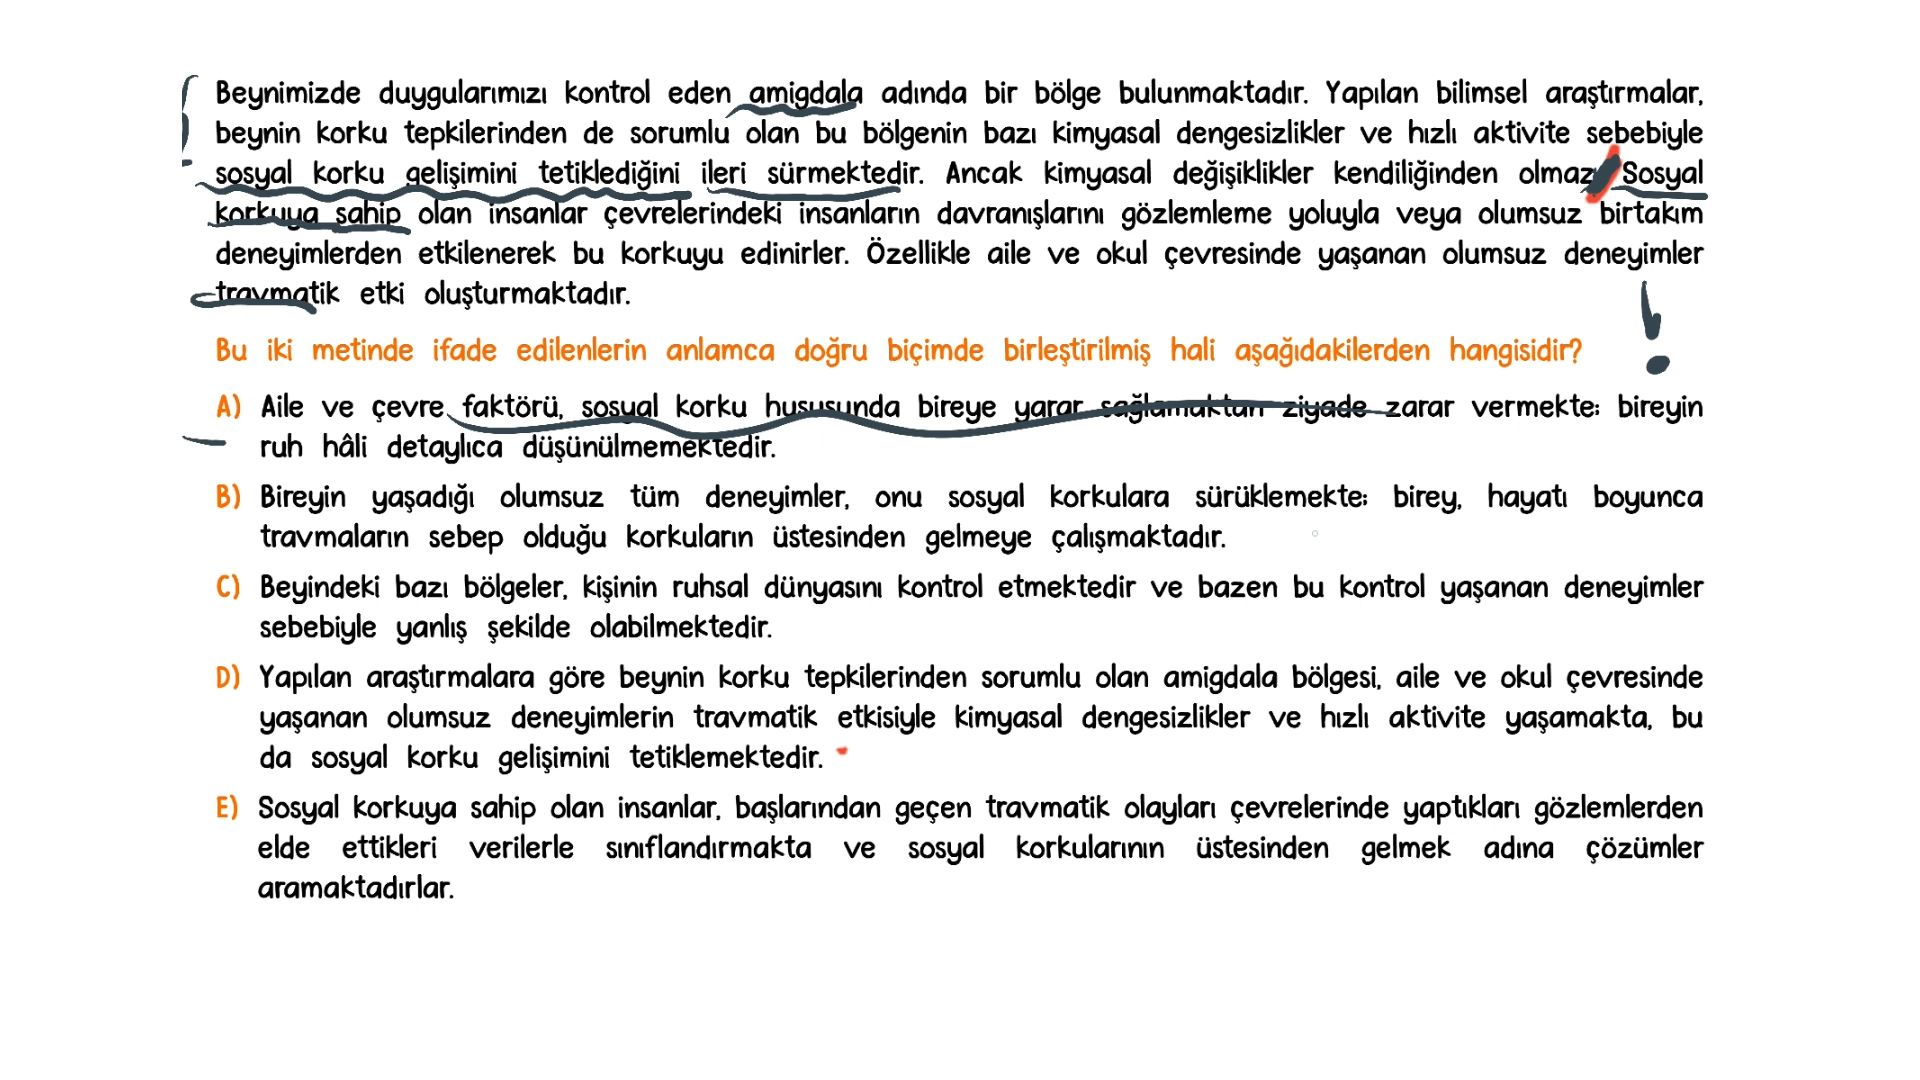 Beynimizde duygularımızı kontrol eden amigdala adında bir bölge bulunmaktadır. Yapılan bilimsel araştırmalar,
beynin korku tepkilerinden de sorumlu olan bu bölgenin bazı kimyasal dengesizlikler ve hızlı aktivite sebebiyle
sosyal korku gelişimini tetiklediğini ileri sürmektedir. Ancak kimyasal değişiklikler kendiliğinden olmaz. Sosyal
korkuya sahip olan insanlar çevrelerindeki insanların davranışlarını gözlemleme yoluyla veya olumsuz birtakım
deneyimlerden etkilenerek bu korkuyu edinirler. Özellikle aile ve okul çevresinde yaşanan olumsuz deneyimler
travmatik etki oluşturmaktadır.
Bu iki metinde ifade edilenlerin anlamca doğru biçimde birleştirilmiş hali aşağıdakilerden hangisidir?
A) Aile ve çevre faktörü, sosyal korku hususunda bireye yarar sağlamaktan ziyade zarar vermekte; bireyin
ruh hâli detaylıca düşünülmemektedir.
B) Bireyin yaşadığı olumsuz tüm deneyimler, onu sosyal korkulara sürüklemekte; birey, hayatı boyunca
travmaların sebep olduğu korkuların üstesinden gelmeye çalışmaktadır.
C) Beyindeki bazı bölgeler, kişinin ruhsal dünyasını kontrol etmektedir ve bazen bu kontrol yaşanan deneyimler
sebebiyle yanlış şekilde olabilmektedir.
D) Yapılan araştırmalara göre beynin korku tepkilerinden sorumlu olan amigdala bölgesi, aile ve okul çevresinde
yaşanan olumsuz deneyimlerin travmatik etkisiyle kimyasal dengesizlikler ve hızlı aktivite yaşamakta, bu
da sosyal korku gelişimini tetiklemektedir.
E) Sosyal korkuya sahip olan insanlar, başlarından geçen travmatik olayları çevrelerinde yaptıkları gözlemlerden
elde ettikleri verilerle sınıflandırmakta ve sosyal korkularının üstesinden gelmek adına çözümler
aramaktadırlar.